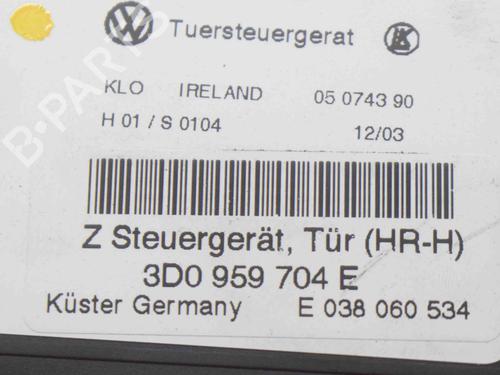 Tuersteuergerat
KLO IRELAND 05 0743 90
H 01 / S 0104 12/03
Z Steuergerät, Tür (HR-H)
3D0 959 704 E
Küster Germany E 038 060 534
B-PARTS